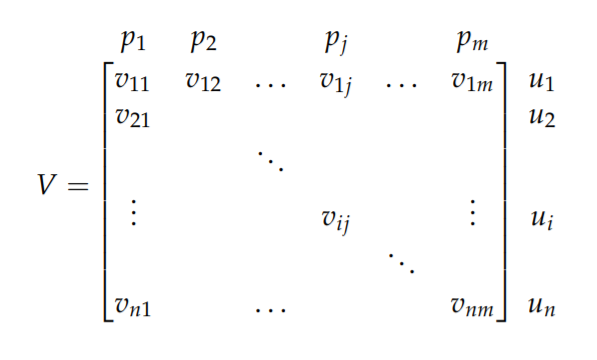 p₁ p₂ pⱼ pₘ
v₁₁ v₁₂ … v₁ⱼ … v₁ₘ u₁
v₂₁ u₂
⋱
V = ⋮ vᵢⱼ ⋮ uᵢ
⋱
vₙ₁ … vₙₘ uₙ